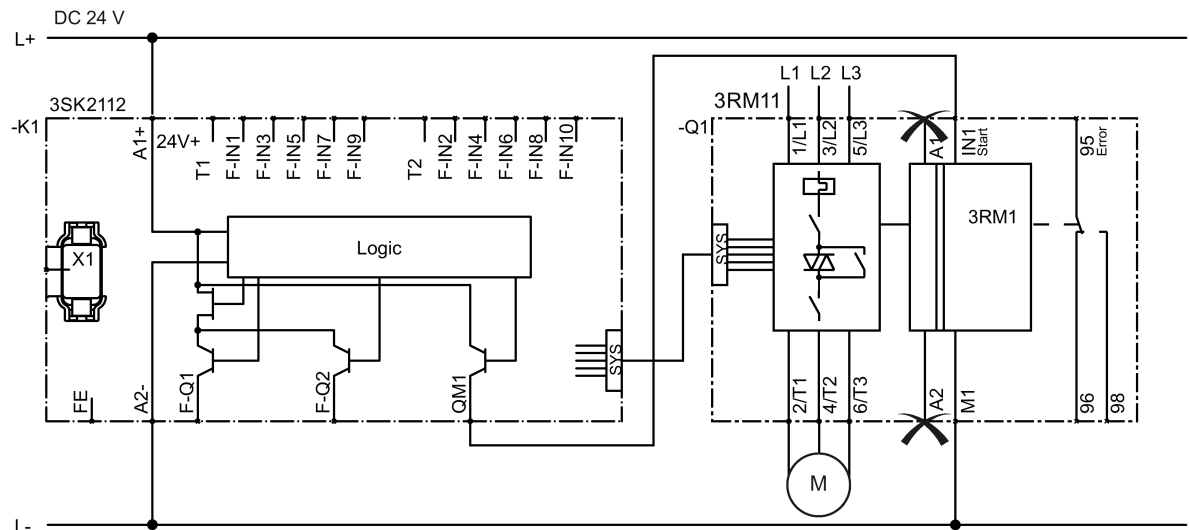 DC 24 V
L+
L1 L2 L3
3SK2112
3RM11
-K1
-Q1
A1+
24V+
T1
F-IN1
F-IN3
F-IN5
F-IN7
F-IN9
T2
F-IN2
F-IN4
F-IN6
F-IN8
F-IN10
1/L1
3/L2
5/L3
A1
IN1
Start
95
Error
X1
Logic
SYS
3RM1
SYS
FE
A2-
F-Q1
F-Q2
QM1
2/T1
4/T2
6/T3
A2
M1
96
98
M
L-